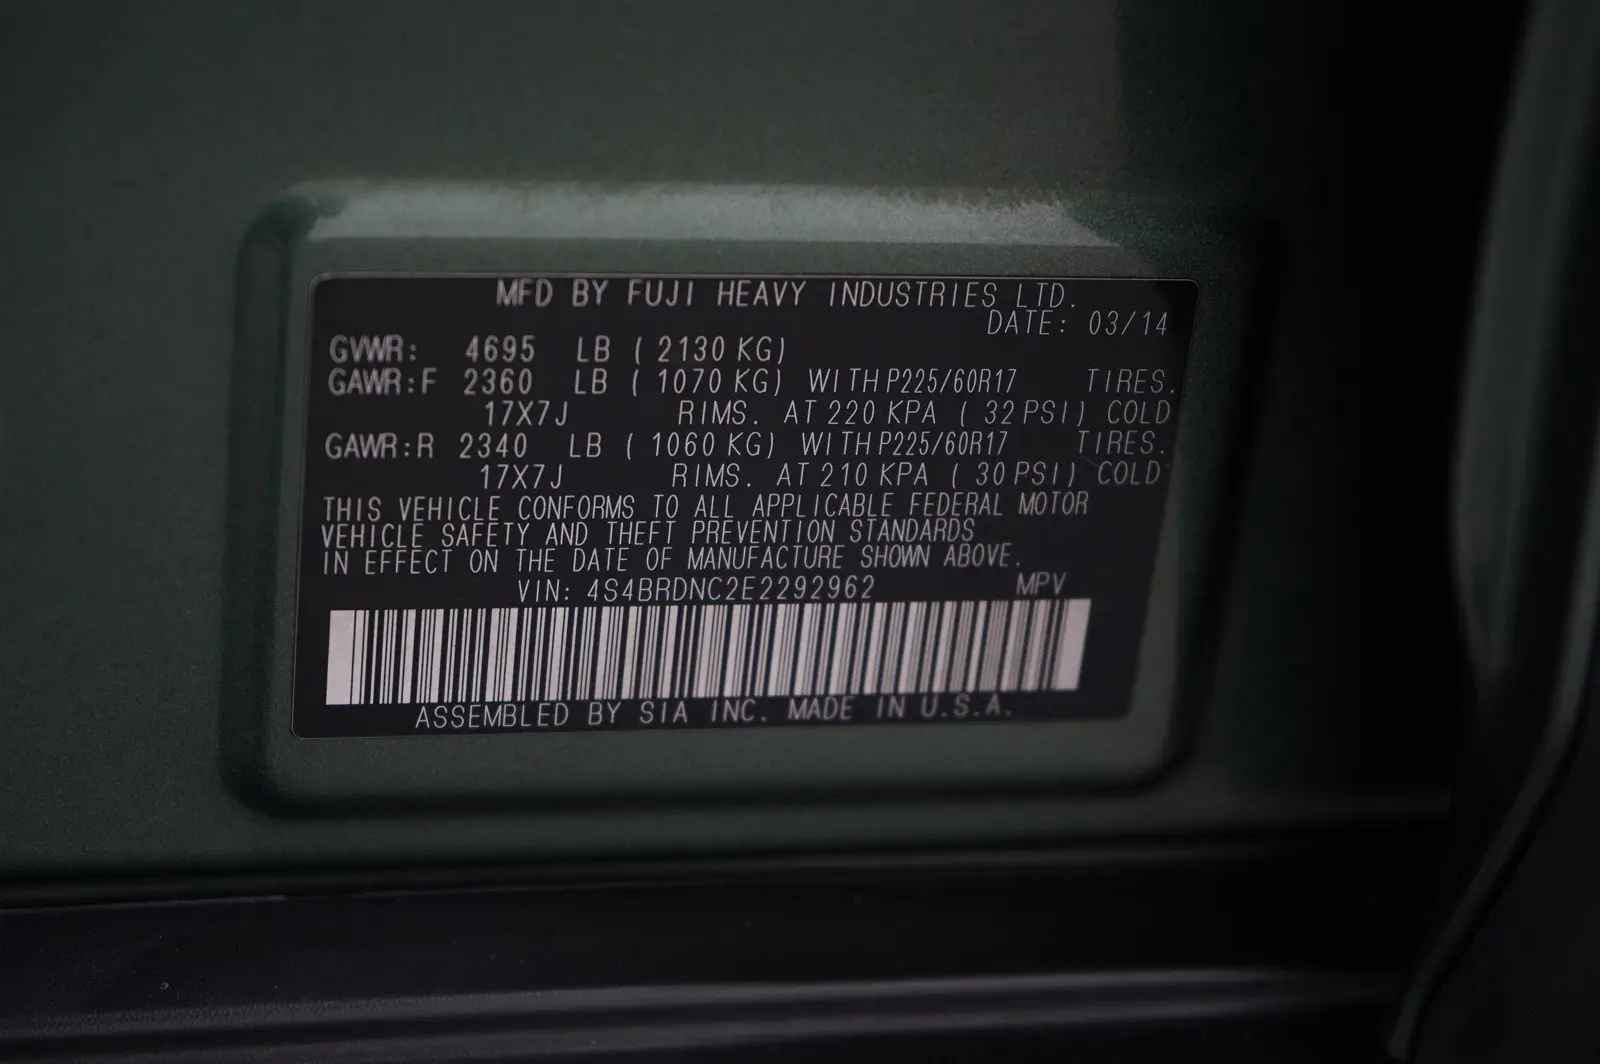 MFD BY FUJI HEAVY INDUSTRIES LTD.
DATE: 03/14
GVWR: 4695 LB ( 2130 KG)
GAWR:F 2360 LB ( 1070 KG) WITH P225/60R17 TIRES.
17X7J RIMS. AT 220 KPA ( 32 PSI) COLD
GAWR:R 2340 LB ( 1060 KG) WITH P225/60R17 TIRES.
17X7J RIMS. AT 210 KPA ( 30 PSI) COLD
THIS VEHICLE CONFORMS TO ALL APPLICABLE FEDERAL MOTOR
VEHICLE SAFETY AND THEFT PREVENTION STANDARDS
IN EFFECT ON THE DATE OF MANUFACTURE SHOWN ABOVE.
VIN: 4S4BRDNC2E2292962 MPV
ASSEMBLED BY SIA INC. MADE IN U.S.A.